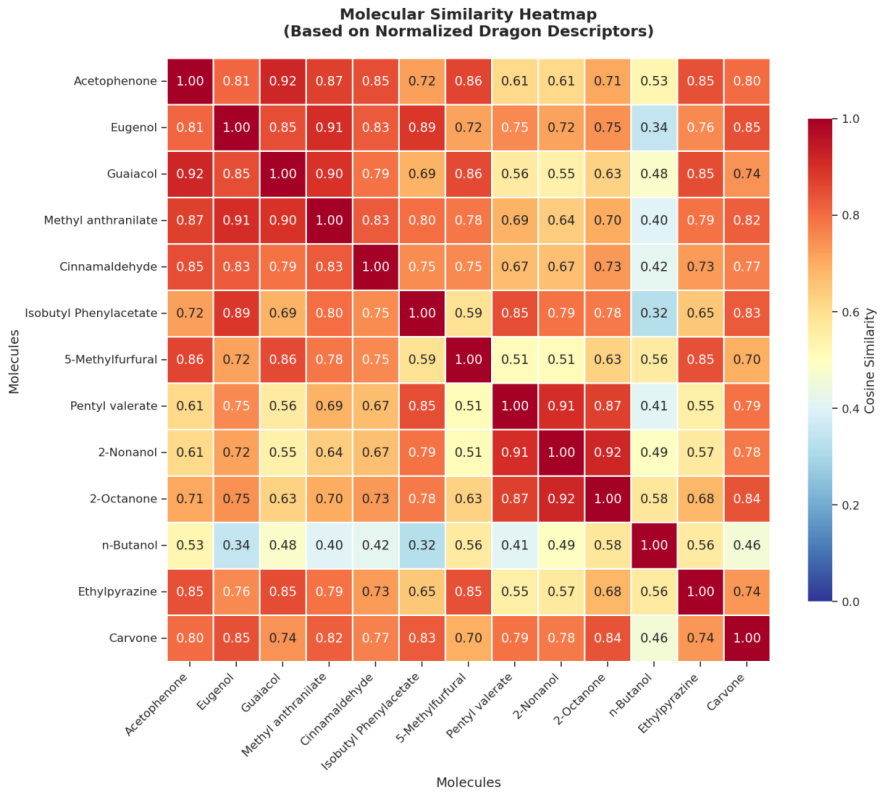 Molecular Similarity Heatmap
(Based on Normalized Dragon Descriptors)
Molecules
Acetophenone 1.00 0.81 0.92 0.87 0.85 0.72 0.86 0.61 0.61 0.71 0.53 0.85 0.80
Eugenol 0.81 1.00 0.85 0.91 0.83 0.89 0.72 0.75 0.72 0.75 0.34 0.76 0.85
Guaiacol 0.92 0.85 1.00 0.90 0.79 0.69 0.86 0.56 0.55 0.63 0.48 0.85 0.74
Methyl anthranilate 0.87 0.91 0.90 1.00 0.83 0.80 0.78 0.69 0.64 0.70 0.40 0.79 0.82
Cinnamaldehyde 0.85 0.83 0.79 0.83 1.00 0.75 0.75 0.67 0.67 0.73 0.42 0.73 0.77
Isobutyl Phenylacetate 0.72 0.89 0.69 0.80 0.75 1.00 0.59 0.85 0.79 0.78 0.32 0.65 0.83
5-Methylfurfural 0.86 0.72 0.86 0.78 0.75 0.59 1.00 0.51 0.51 0.63 0.56 0.85 0.70
Pentyl valerate 0.61 0.75 0.56 0.69 0.67 0.85 0.51 1.00 0.91 0.87 0.41 0.55 0.79
2-Nonanol 0.61 0.72 0.55 0.64 0.67 0.79 0.51 0.91 1.00 0.92 0.49 0.57 0.78
2-Octanone 0.71 0.75 0.63 0.70 0.73 0.78 0.63 0.87 0.92 1.00 0.58 0.68 0.84
n-Butanol 0.53 0.34 0.48 0.40 0.42 0.32 0.56 0.41 0.49 0.58 1.00 0.56 0.46
Ethylpyrazine 0.85 0.76 0.85 0.79 0.73 0.65 0.85 0.55 0.57 0.68 0.56 1.00 0.74
Carvone 0.80 0.85 0.74 0.82 0.77 0.83 0.70 0.79 0.78 0.84 0.46 0.74 1.00
Acetophenone
Eugenol
Guaiacol
Methyl anthranilate
Cinnamaldehyde
Isobutyl Phenylacetate
5-Methylfurfural
Pentyl valerate
2-Nonanol
2-Octanone
n-Butanol
Ethylpyrazine
Carvone
Molecules
1.0
0.8
0.6
0.4
0.2
0.0
Cosine Similarity